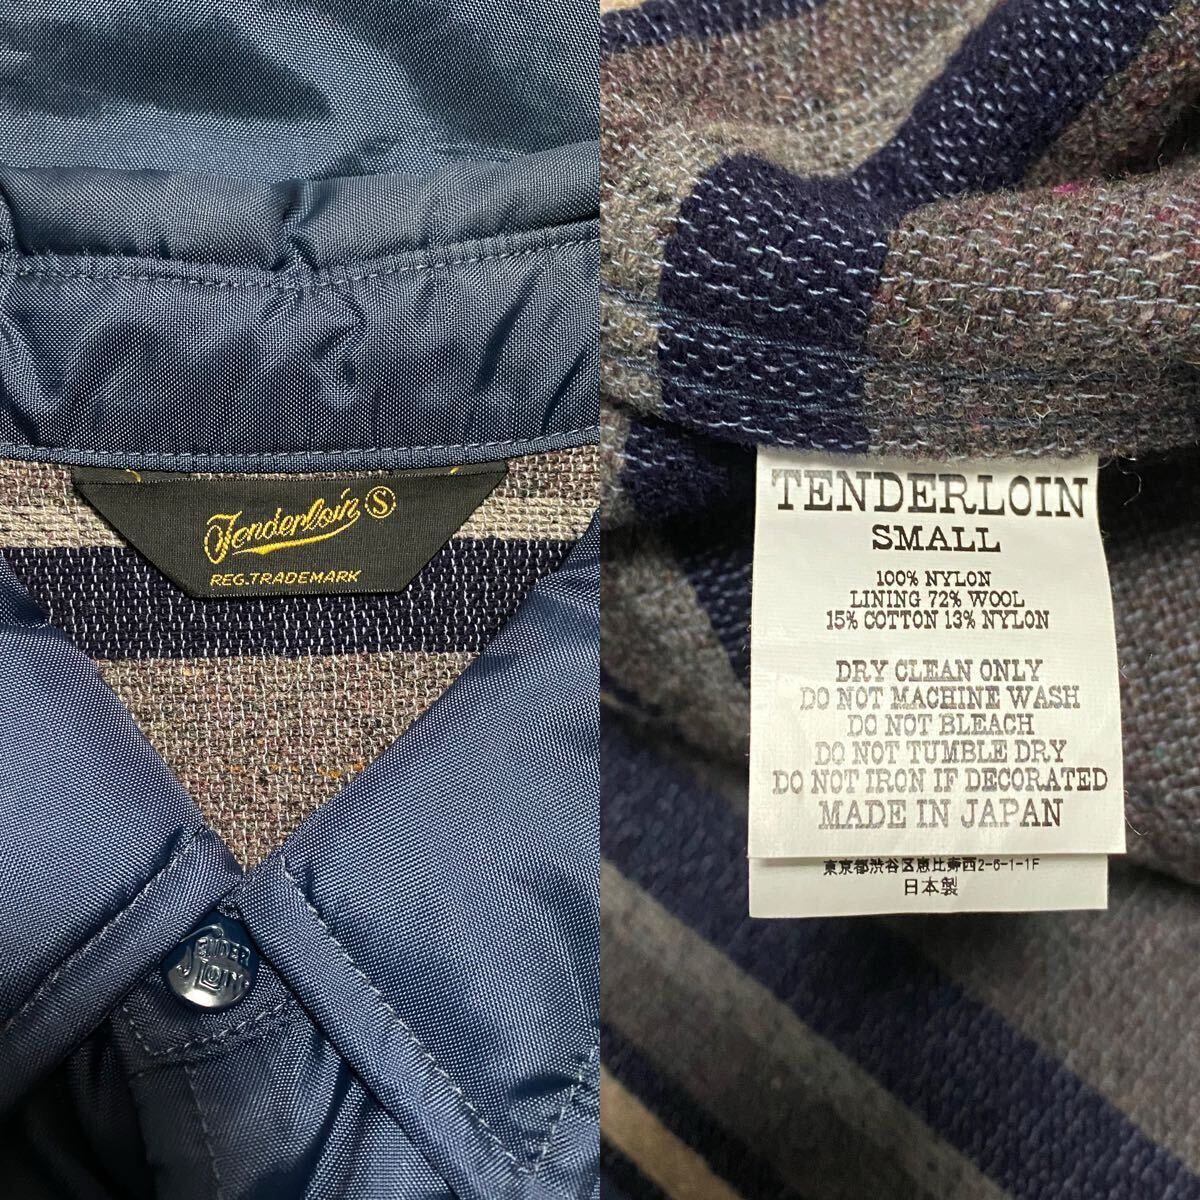 Tenderloin S
REG.TRADEMARK
TENDER
LOIN
TENDERLOIN
SMALL
100% NYLON
LINING 72% WOOL
15% COTTON 13% NYLON
DRY CLEAN ONLY
DO NOT MACHINE WASH
DO NOT BLEACH
DO NOT TUMBLE DRY
DO NOT IRON IF DECORATED
MADE IN JAPAN
東京都渋谷区恵比寿西2-6-1-1F
日本製